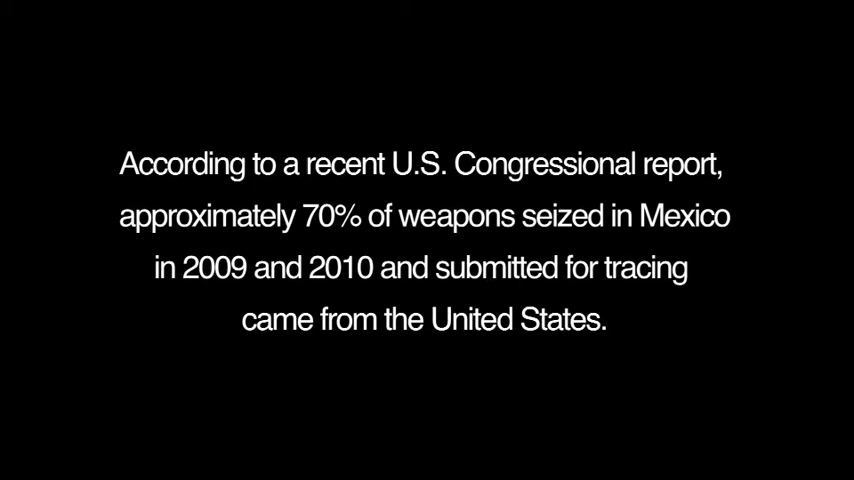 According to a recent U.S. Congressional report,
approximately 70% of weapons seized in Mexico
in 2009 and 2010 and submitted for tracing
came from the United States.